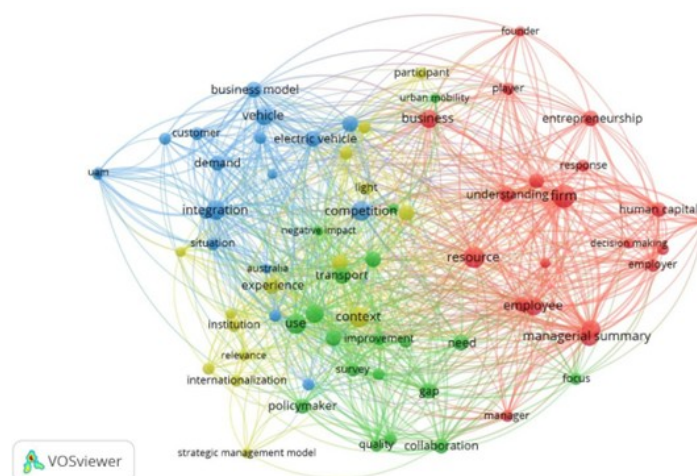 founder
participant
player
urban mobility
business model
vehicle
business
entrepreneurship
customer
electric vehicle
demand
response
uam
light
understanding
firm
integration
competition
human capital
negative impact
situation
decision making
resource
employer
australia
transport
experience
employee
context
institution
use
managerial summary
improvement
need
relevance
survey
internationalization
focus
gap
policymaker
manager
quality
collaboration
strategic management model
VOSviewer